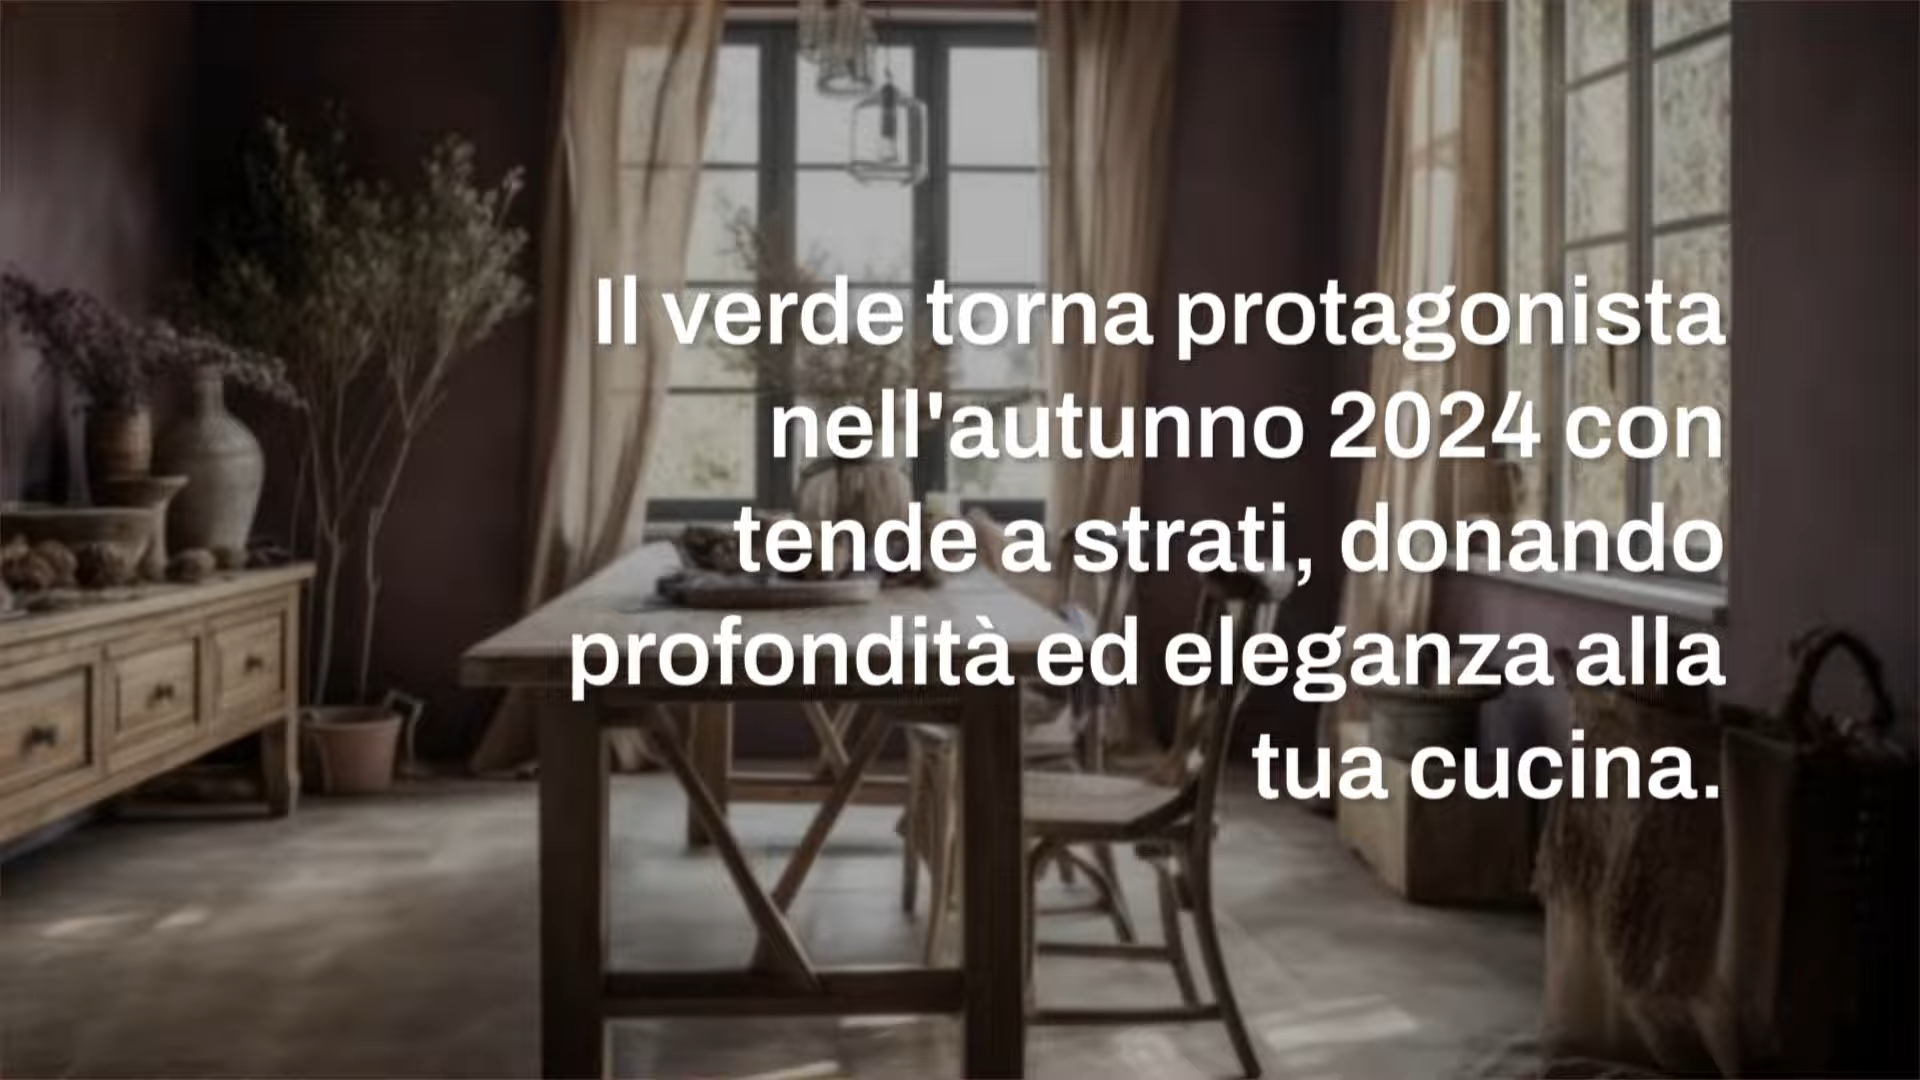 Il verde torna protagonista
nell'autunno 2024 con
tende a strati, donando
profondità ed eleganza alla
tua cucina.